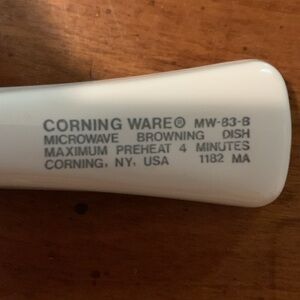 CORNING WARE® MW-83-B
MICROWAVE BROWNING DISH
MAXIMUM PREHEAT 4 MINUTES
CORNING, NY, USA 1182 MA